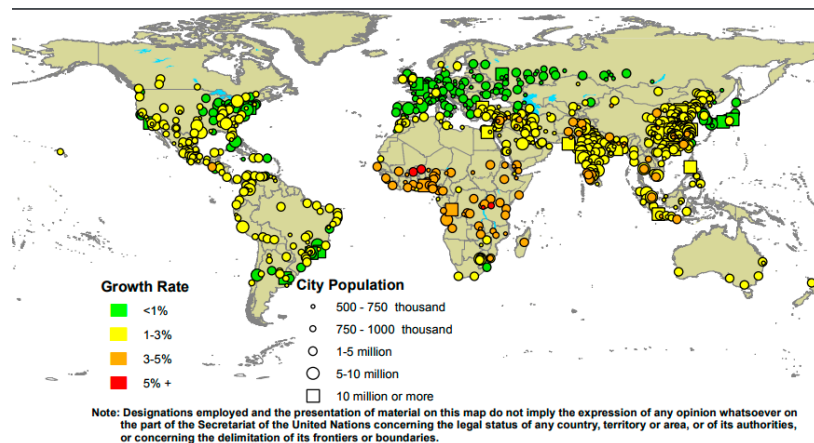 Growth Rate
<1%
1-3%
3-5%
5% +
City Population
500 - 750 thousand
750 - 1000 thousand
1-5 million
5-10 million
10 million or more
Note: Designations employed and the presentation of material on this map do not imply the expression of any opinion whatsoever on
the part of the Secretariat of the United Nations concerning the legal status of any country, territory or area, or of its authorities,
or concerning the delimitation of its frontiers or boundaries.